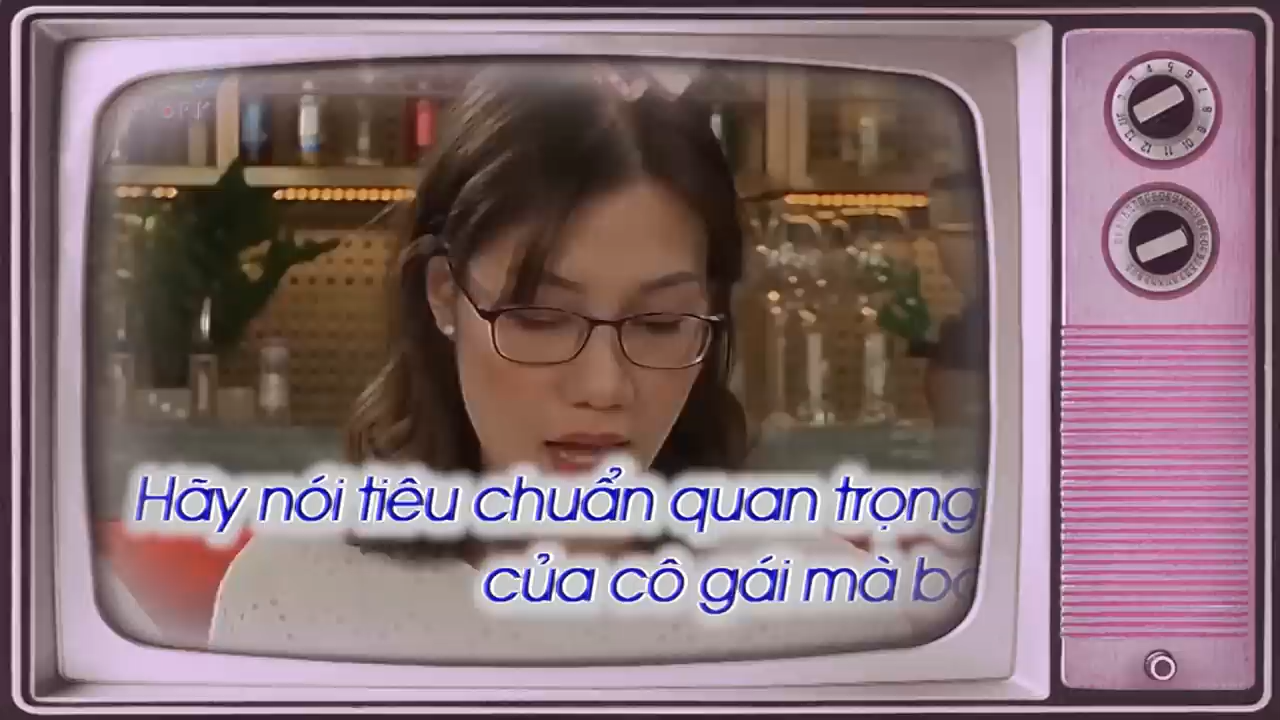 Hãy nói tiêu chuẩn quan trọng
của cô gái mà